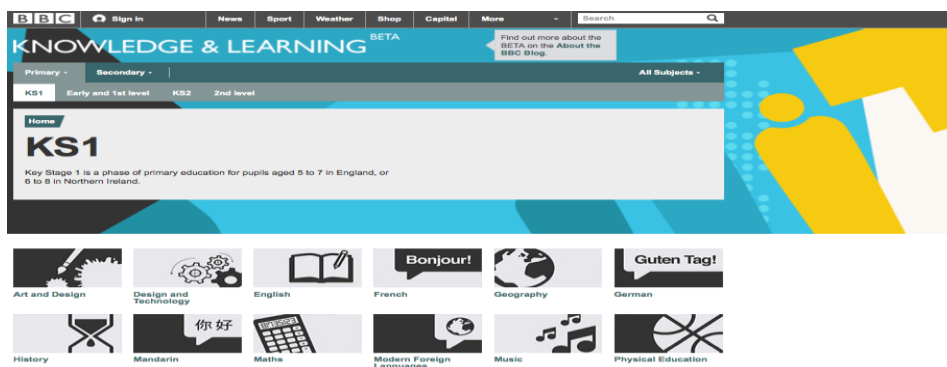 BBC Sign in News Sport Weather Shop Capital More Search
KNOWLEDGE & LEARNING BETA
Find out more about the
BETA on the About the
BBC Blog.
Primary Secondary All Subjects
KS1 Early and 1st level KS2 2nd level
Home
KS1
Key Stage 1 is a phase of primary education for pupils aged 5 to 7 in England, or
6 to 8 in Northern Ireland.
Bonjour! Guten Tag!
Art and Design Design and English French Geography German
Technology
你好
History Mandarin Maths Modern Foreign Music Physical Education
Languages